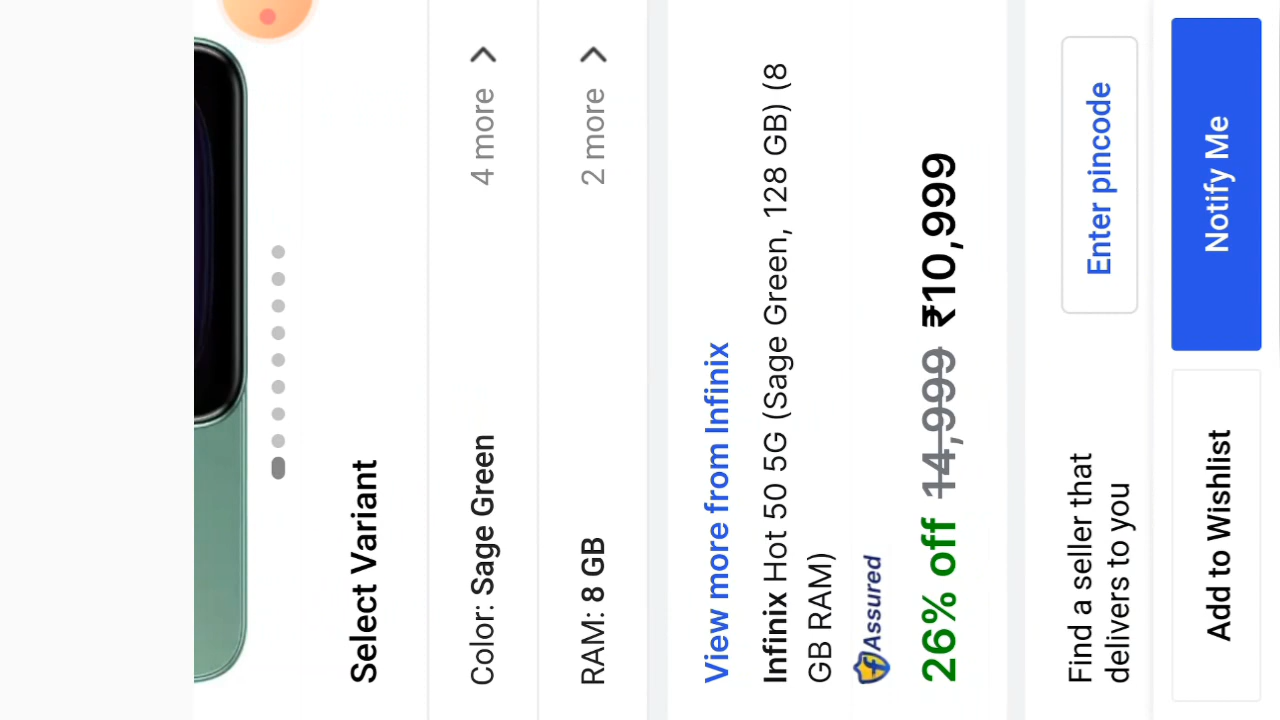 Select Variant
Color: Sage Green 4 more
RAM: 8 GB 2 more
View more from Infinix
Infinix Hot 50 5G (Sage Green, 128 GB) (8
GB RAM)
f Assured
26% off 14,999 ₹10,999
Find a seller that
delivers to you
Enter pincode
Add to Wishlist Notify Me